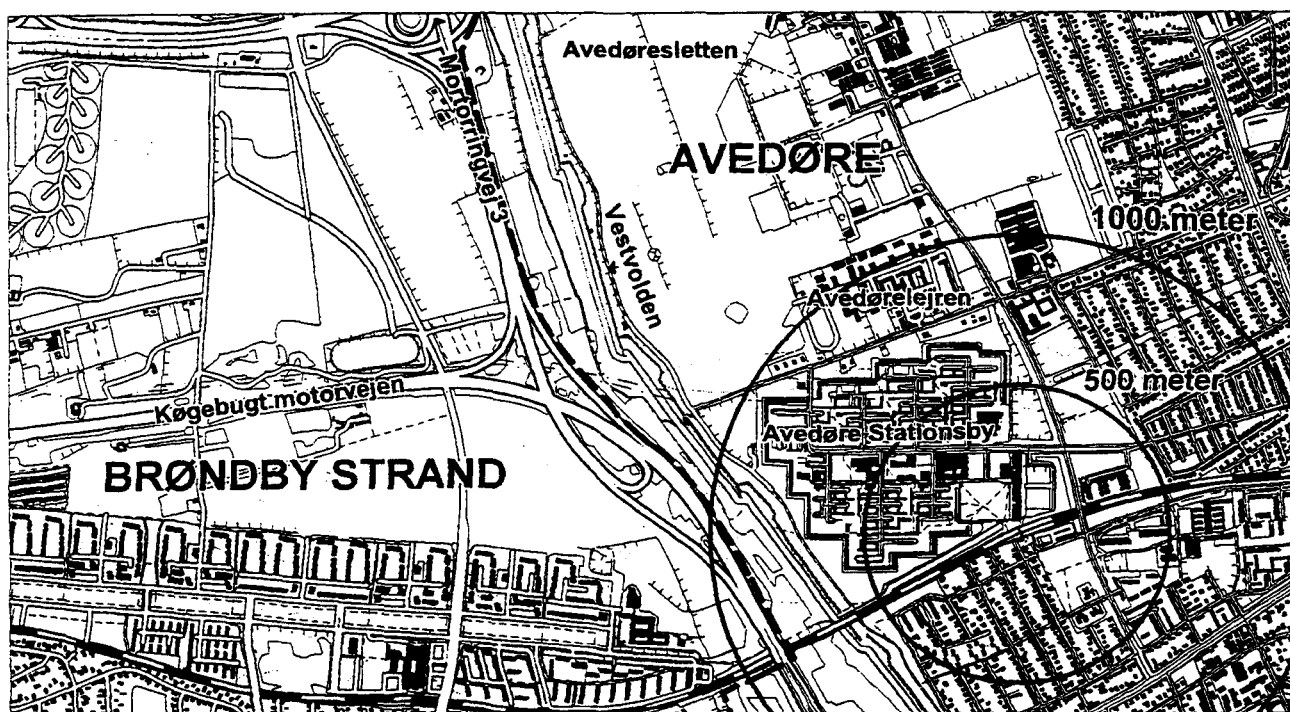 Avedøresletten
AVEDØRE
Motorringvej 3
Vestvolden
1000 meter
Avedørelejren
500 meter
Køgebugt motorvejen
Avedøre Stationsby
BRØNDBY STRAND